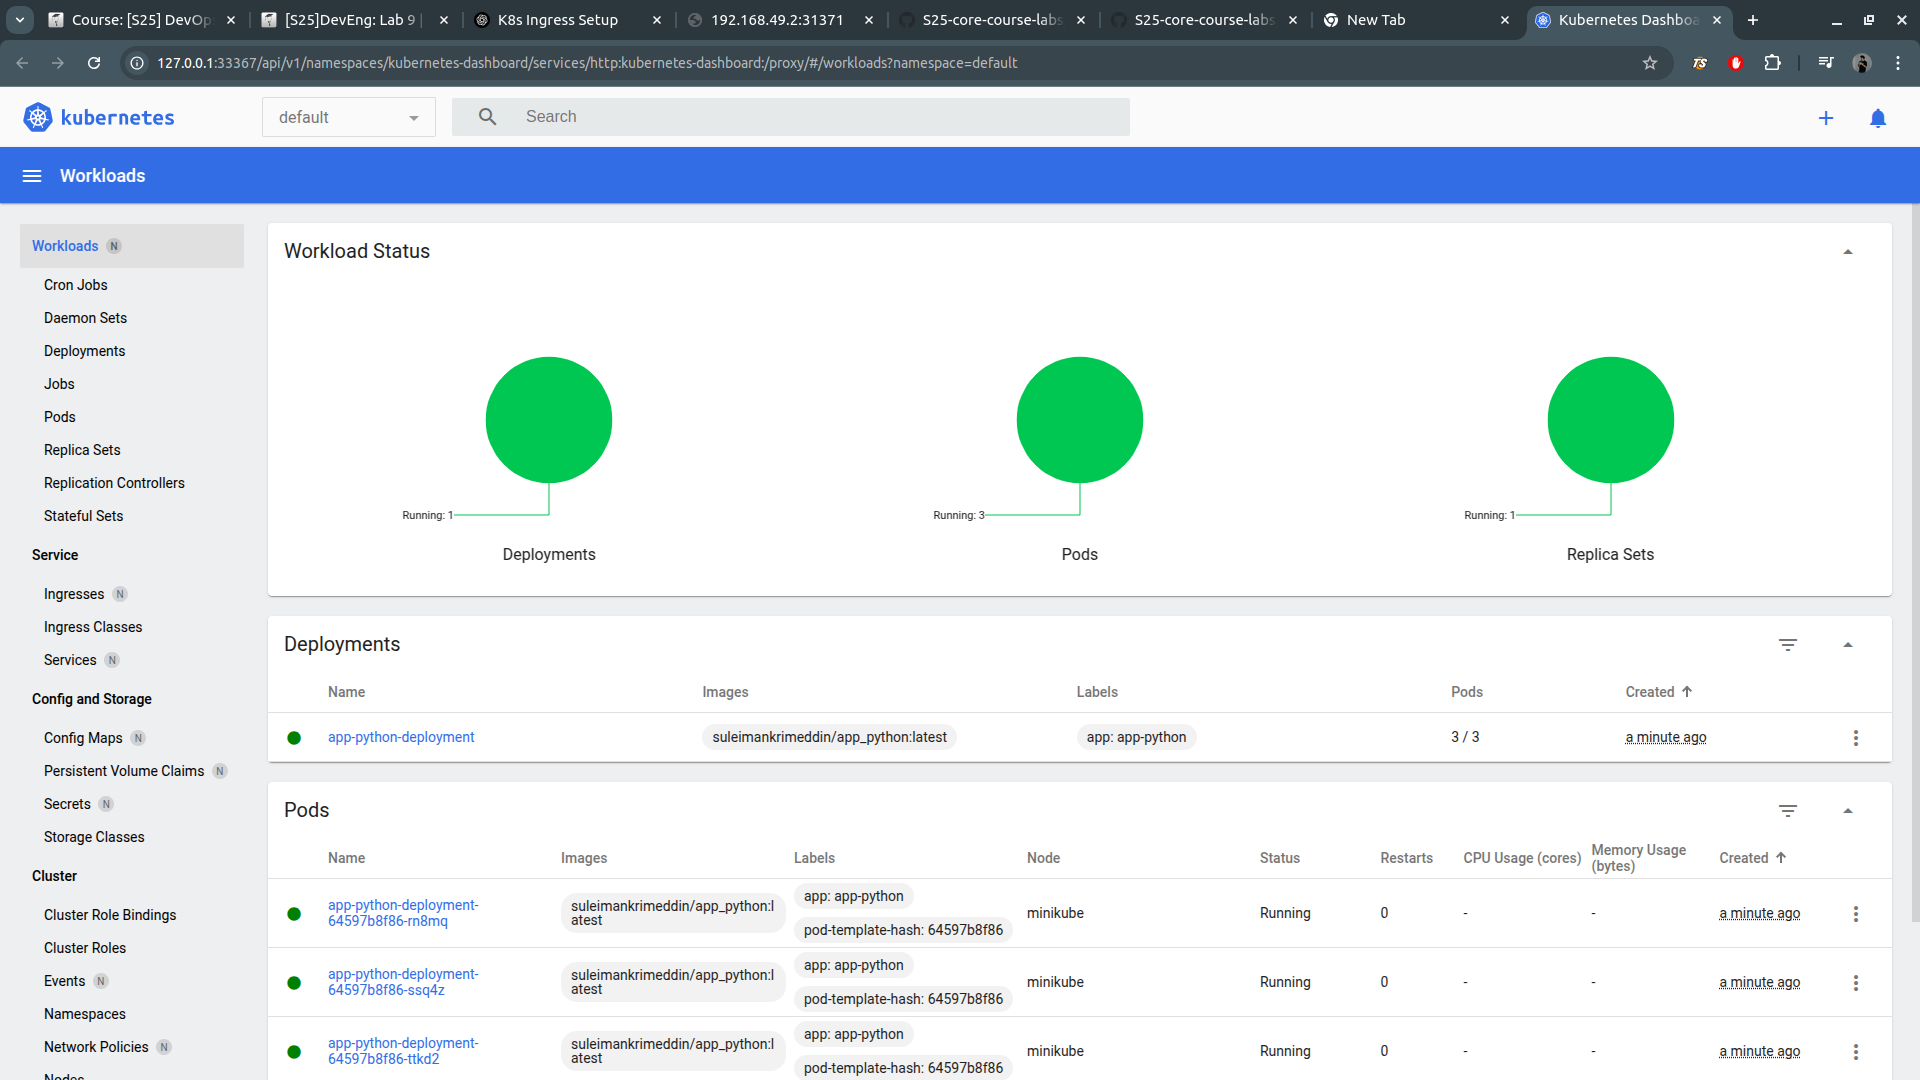 Course: [S25] DevOp
[S25]DevEng: Lab 9 |
K8s Ingress Setup
192.168.49.2:31371
S25-core-course-labs
S25-core-course-labs
New Tab
Kubernetes Dashboa
127.0.0.1:33367/api/v1/namespaces/kubernetes-dashboard/services/http:kubernetes-dashboard:/proxy/#/workloads?namespace=default
TS
kubernetes
default
Search
Workloads
Workloads N
Cron Jobs
Daemon Sets
Deployments
Jobs
Pods
Replica Sets
Replication Controllers
Stateful Sets
Service
Ingresses N
Ingress Classes
Services N
Config and Storage
Config Maps N
Persistent Volume Claims N
Secrets N
Storage Classes
Cluster
Cluster Role Bindings
Cluster Roles
Events N
Namespaces
Network Policies N
Nodes
Workload Status
Running: 1
Deployments
Running: 3
Pods
Running: 1
Replica Sets
Deployments
Name Images Labels Pods Created
app-python-deployment suleimankrimeddin/app_python:latest app: app-python 3 / 3 a minute ago
Pods
Name Images Labels Node Status Restarts CPU Usage (cores) Memory Usage
(bytes) Created
app-python-deployment-
64597b8f86-rn8mq
suleimankrimeddin/app_python:l
atest
app: app-python
pod-template-hash: 64597b8f86
minikube Running 0 - - a minute ago
app-python-deployment-
64597b8f86-ssq4z
suleimankrimeddin/app_python:l
atest
app: app-python
pod-template-hash: 64597b8f86
minikube Running 0 - - a minute ago
app-python-deployment-
64597b8f86-ttkd2
suleimankrimeddin/app_python:l
atest
app: app-python
pod-template-hash: 64597b8f86
minikube Running 0 - - a minute ago